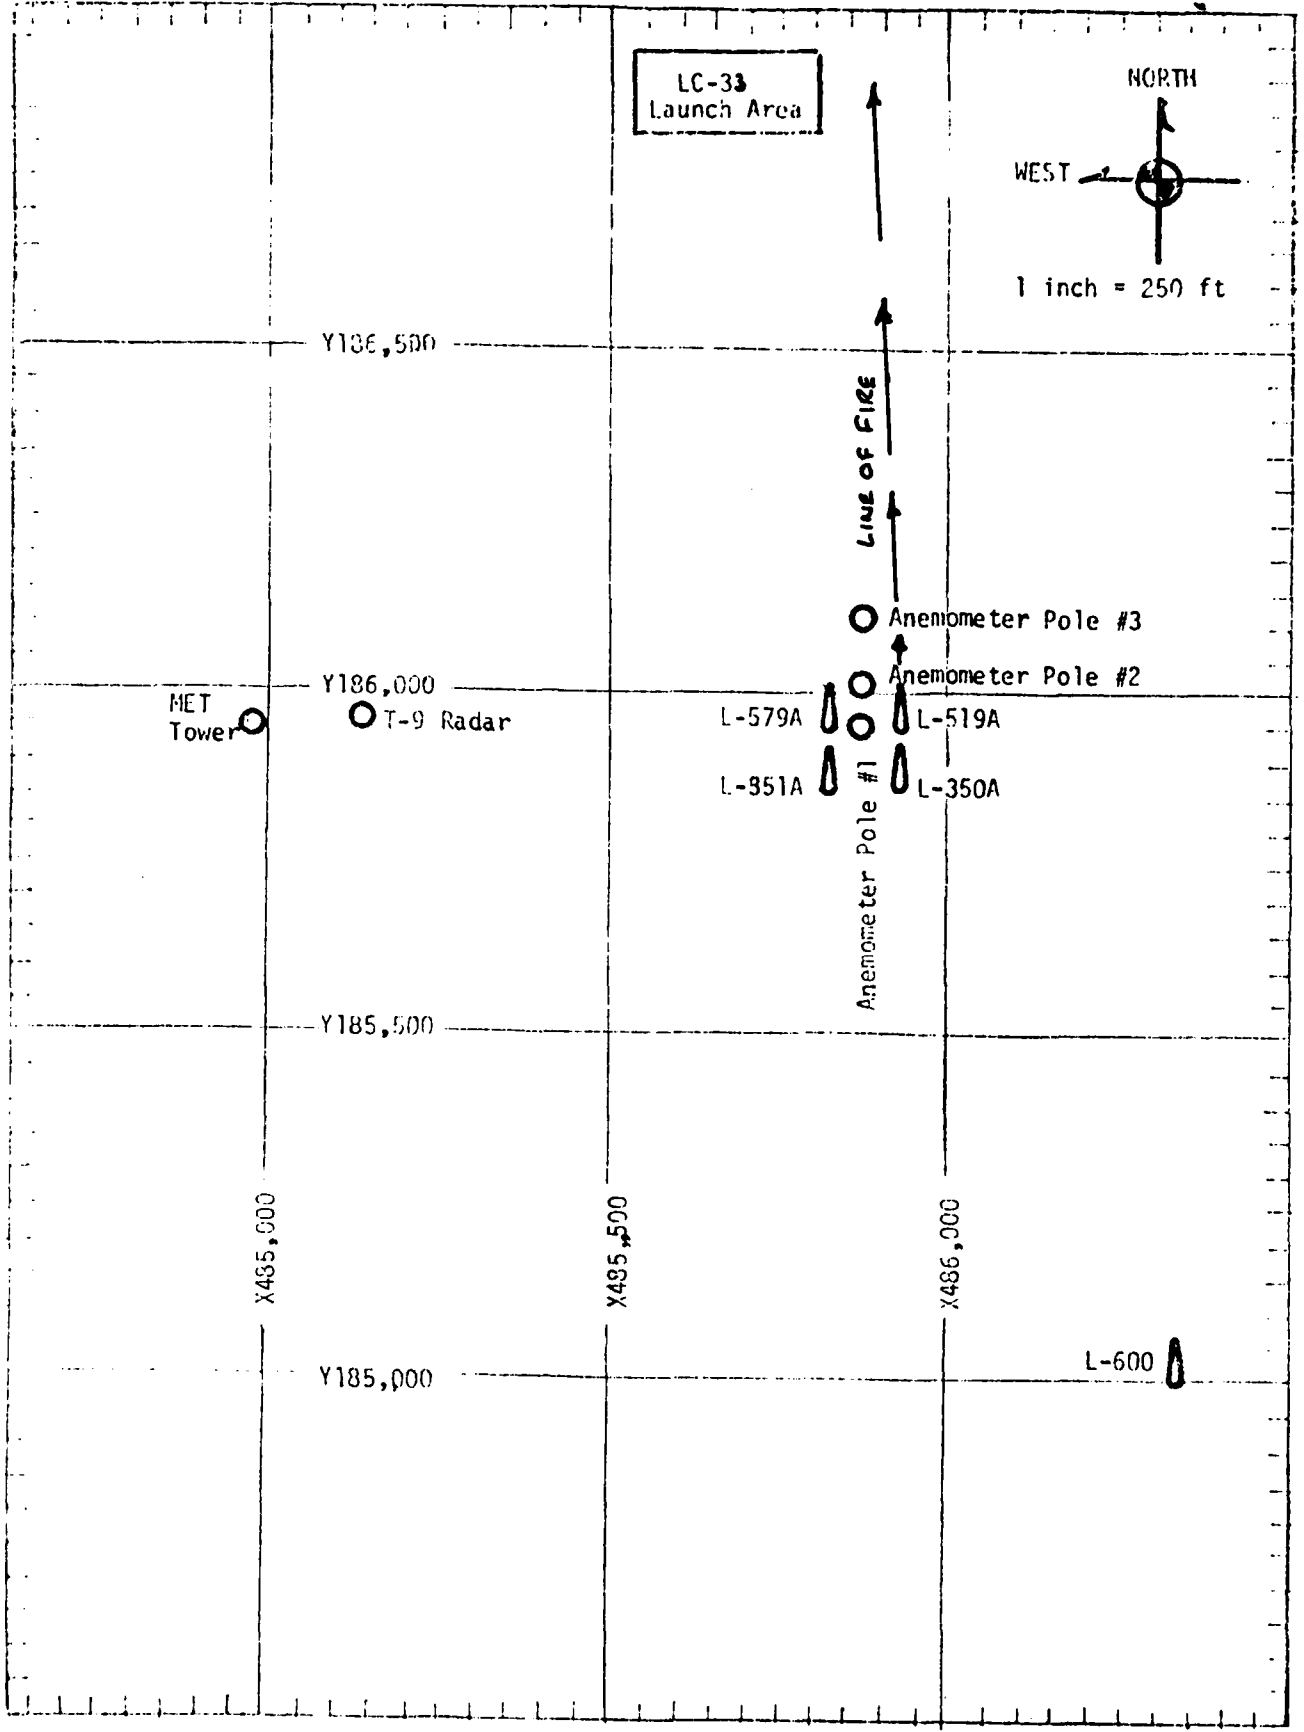 LC-33
Launch Area
NORTH
WEST
1 inch = 250 ft
Y186,500
LINE OF FIRE
Anemometer Pole #3
Y186,000
Anemometer Pole #2
MET
Tower
T-9 Radar
L-579A
L-519A
L-351A
L-350A
Anemometer Pole #1
Y185,500
X485,000
X485,500
X486,000
L-600
Y185,000